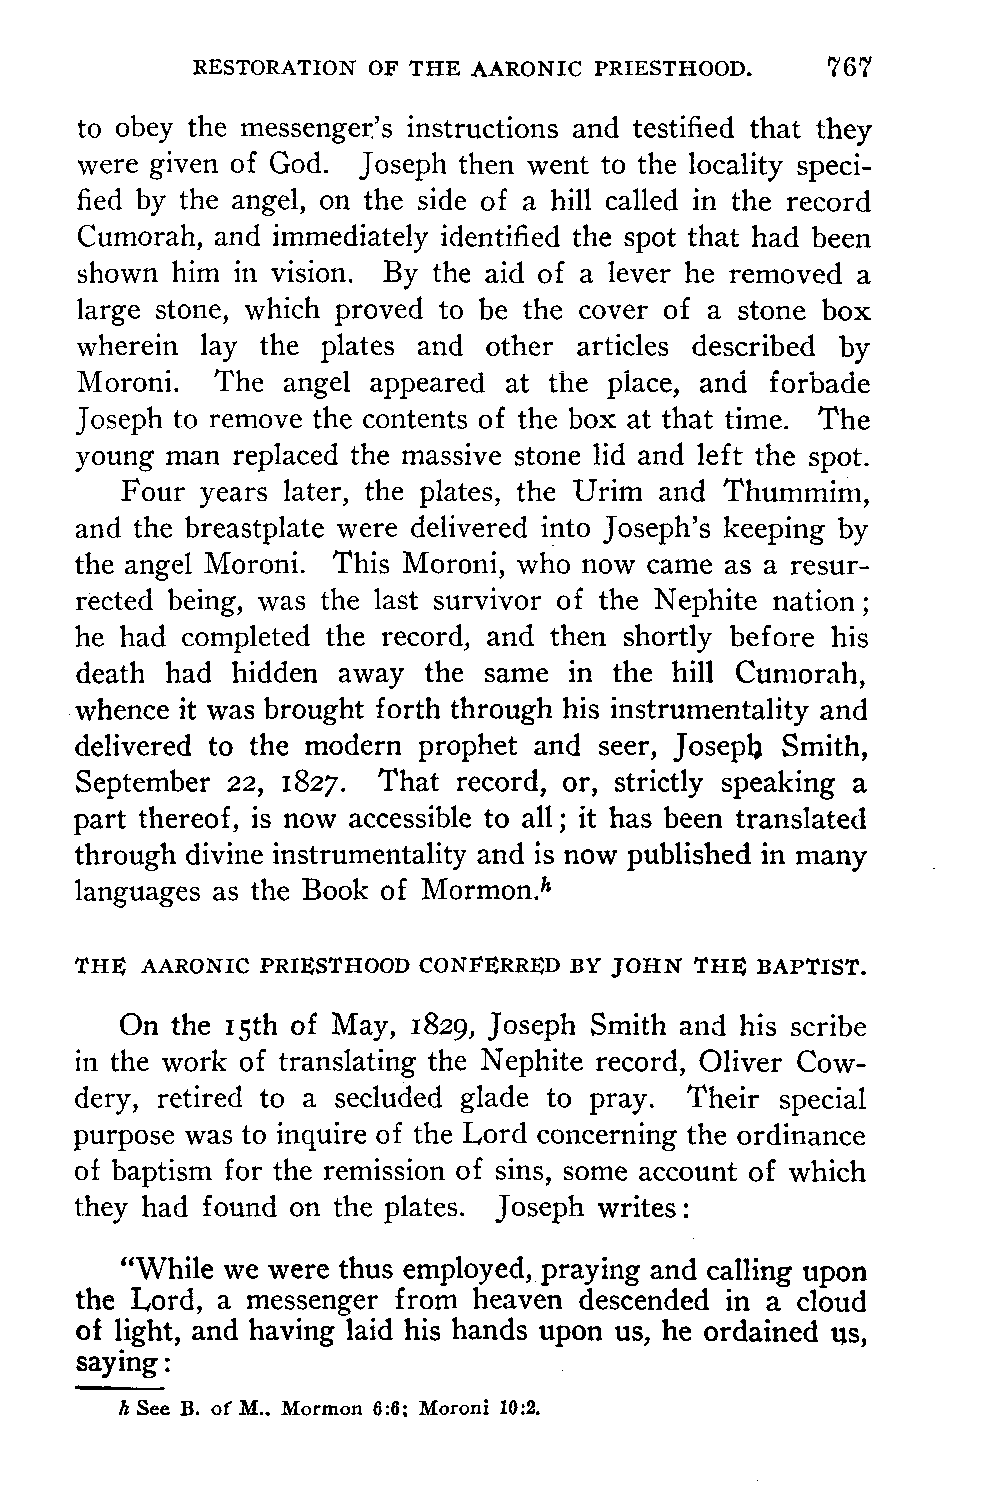 RESTORATION OF THE AARONIC PRIESTHOOD. 767
to obey the messenger's instructions and testified that they
were given of God. Joseph then went to the locality speci-
fied by the angel, on the side of a hill called in the record
Cumorah, and immediately identified the spot that had been
shown him in vision. By the aid of a lever he removed a
large stone, which proved to be the cover of a stone box
wherein lay the plates and other articles described by
Moroni. The angel appeared at the place, and forbade
Joseph to remove the contents of the box at that time. The
young man replaced the massive stone lid and left the spot.
Four years later, the plates, the Urim and Thummim,
and the breastplate were delivered into Joseph's keeping by
the angel Moroni. This Moroni, who now came as a resur-
rected being, was the last survivor of the Nephite nation;
he had completed the record, and then shortly before his
death had hidden away the same in the hill Cumorah,
whence it was brought forth through his instrumentality and
delivered to the modern prophet and seer, Joseph Smith,
September 22, 1827. That record, or, strictly speaking a
part thereof, is now accessible to all; it has been translated
through divine instrumentality and is now published in many
languages as the Book of Mormon.h
THE AARONIC PRIESTHOOD CONFERRED BY JOHN THE BAPTIST.
On the 15th of May, 1829, Joseph Smith and his scribe
in the work of translating the Nephite record, Oliver Cow-
dery, retired to a secluded glade to pray. Their special
purpose was to inquire of the Lord concerning the ordinance
of baptism for the remission of sins, some account of which
they had found on the plates. Joseph writes:
"While we were thus employed, praying and calling upon
the Lord, a messenger from heaven descended in a cloud
of light, and having laid his hands upon us, he ordained us,
saying:
h See B. of M., Mormon 6:6; Moroni 10:2.